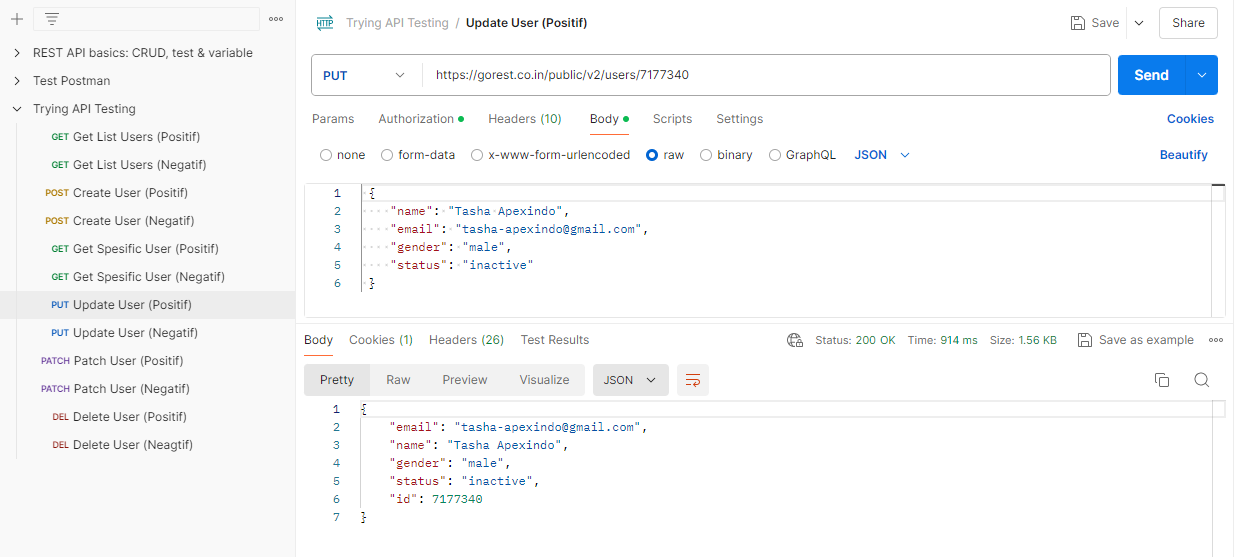 HTTP Trying API Testing / Update User (Positif) Save Share
REST API basics: CRUD, test & variable
Test Postman
Trying API Testing
GET Get List Users (Positif)
GET Get List Users (Negatif)
POST Create User (Positif)
POST Create User (Negatif)
GET Get Spesific User (Positif)
GET Get Spesific User (Negatif)
PUT Update User (Positif)
PUT Update User (Negatif)
PATCH Patch User (Positif)
PATCH Patch User (Negatif)
DEL Delete User (Positif)
DEL Delete User (Neagtif)
PUT https://gorest.co.in/public/v2/users/7177340 Send
Params Authorization Headers (10) Body Scripts Settings Cookies
none form-data x-www-form-urlencoded raw binary GraphQL JSON Beautify
1 {
2 "name": "Tasha Apexindo",
3 "email": "tasha-apexindo@gmail.com",
4 "gender": "male",
5 "status": "inactive"
6 }
Body Cookies (1) Headers (26) Test Results Status: 200 OK Time: 914 ms Size: 1.56 KB Save as example
Pretty Raw Preview Visualize JSON
1 {
2 "email": "tasha-apexindo@gmail.com",
3 "name": "Tasha Apexindo",
4 "gender": "male",
5 "status": "inactive",
6 "id": 7177340
7 }